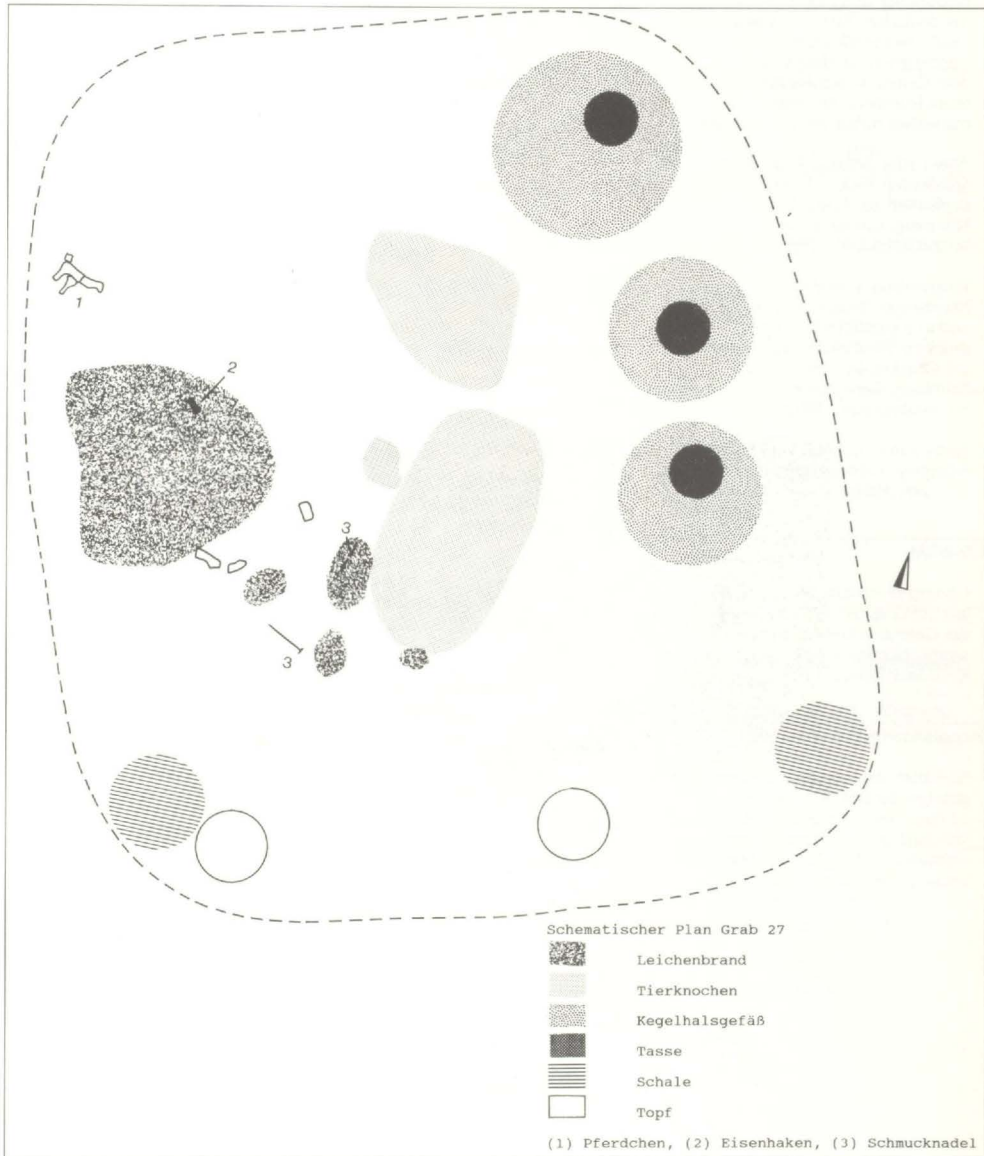 1
2
3
3
Schematischer Plan Grab 27
Leichenbrand
Tierknochen
Kegelhalsgefäß
Tasse
Schale
Topf
(1) Pferdchen, (2) Eisenhaken, (3) Schmucknadel